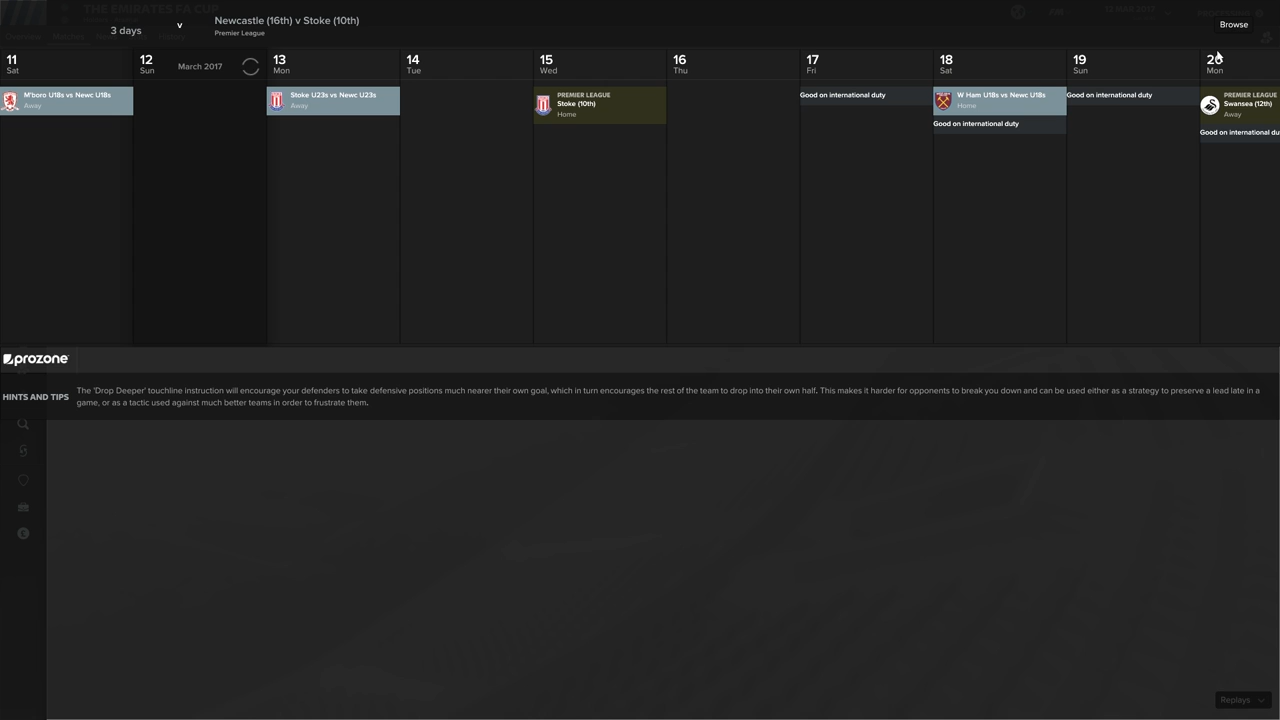 THE EMIRATES FA CUP
3 days
v
Newcastle (16th) v Stoke (10th)
Premier League
Browse
11
Sat
12
Sun
March 2017
13
Mon
14
Tue
15
Wed
16
Thu
17
Fri
18
Sat
19
Sun
20
Mon
M'boro U18s vs Newc U18s
Away
Stoke U23s vs Newc U23s
Away
PREMIER LEAGUE
Stoke (10th)
Home
Good on international duty
W Ham U18s vs Newc U18s
Home
Good on international duty
Good on international duty
PREMIER LEAGUE
Swansea (12th)
Away
Good on international du
prozone
HINTS AND TIPS
The 'Drop Deeper' touchline instruction will encourage your defenders to take defensive positions much nearer their own goal, which in turn encourages the rest of the team to drop into their own half. This makes it harder for opponents to break you down and can be used either as a strategy to preserve a lead late in a
game, or as a tactic used against much better teams in order to frustrate them.
Replays